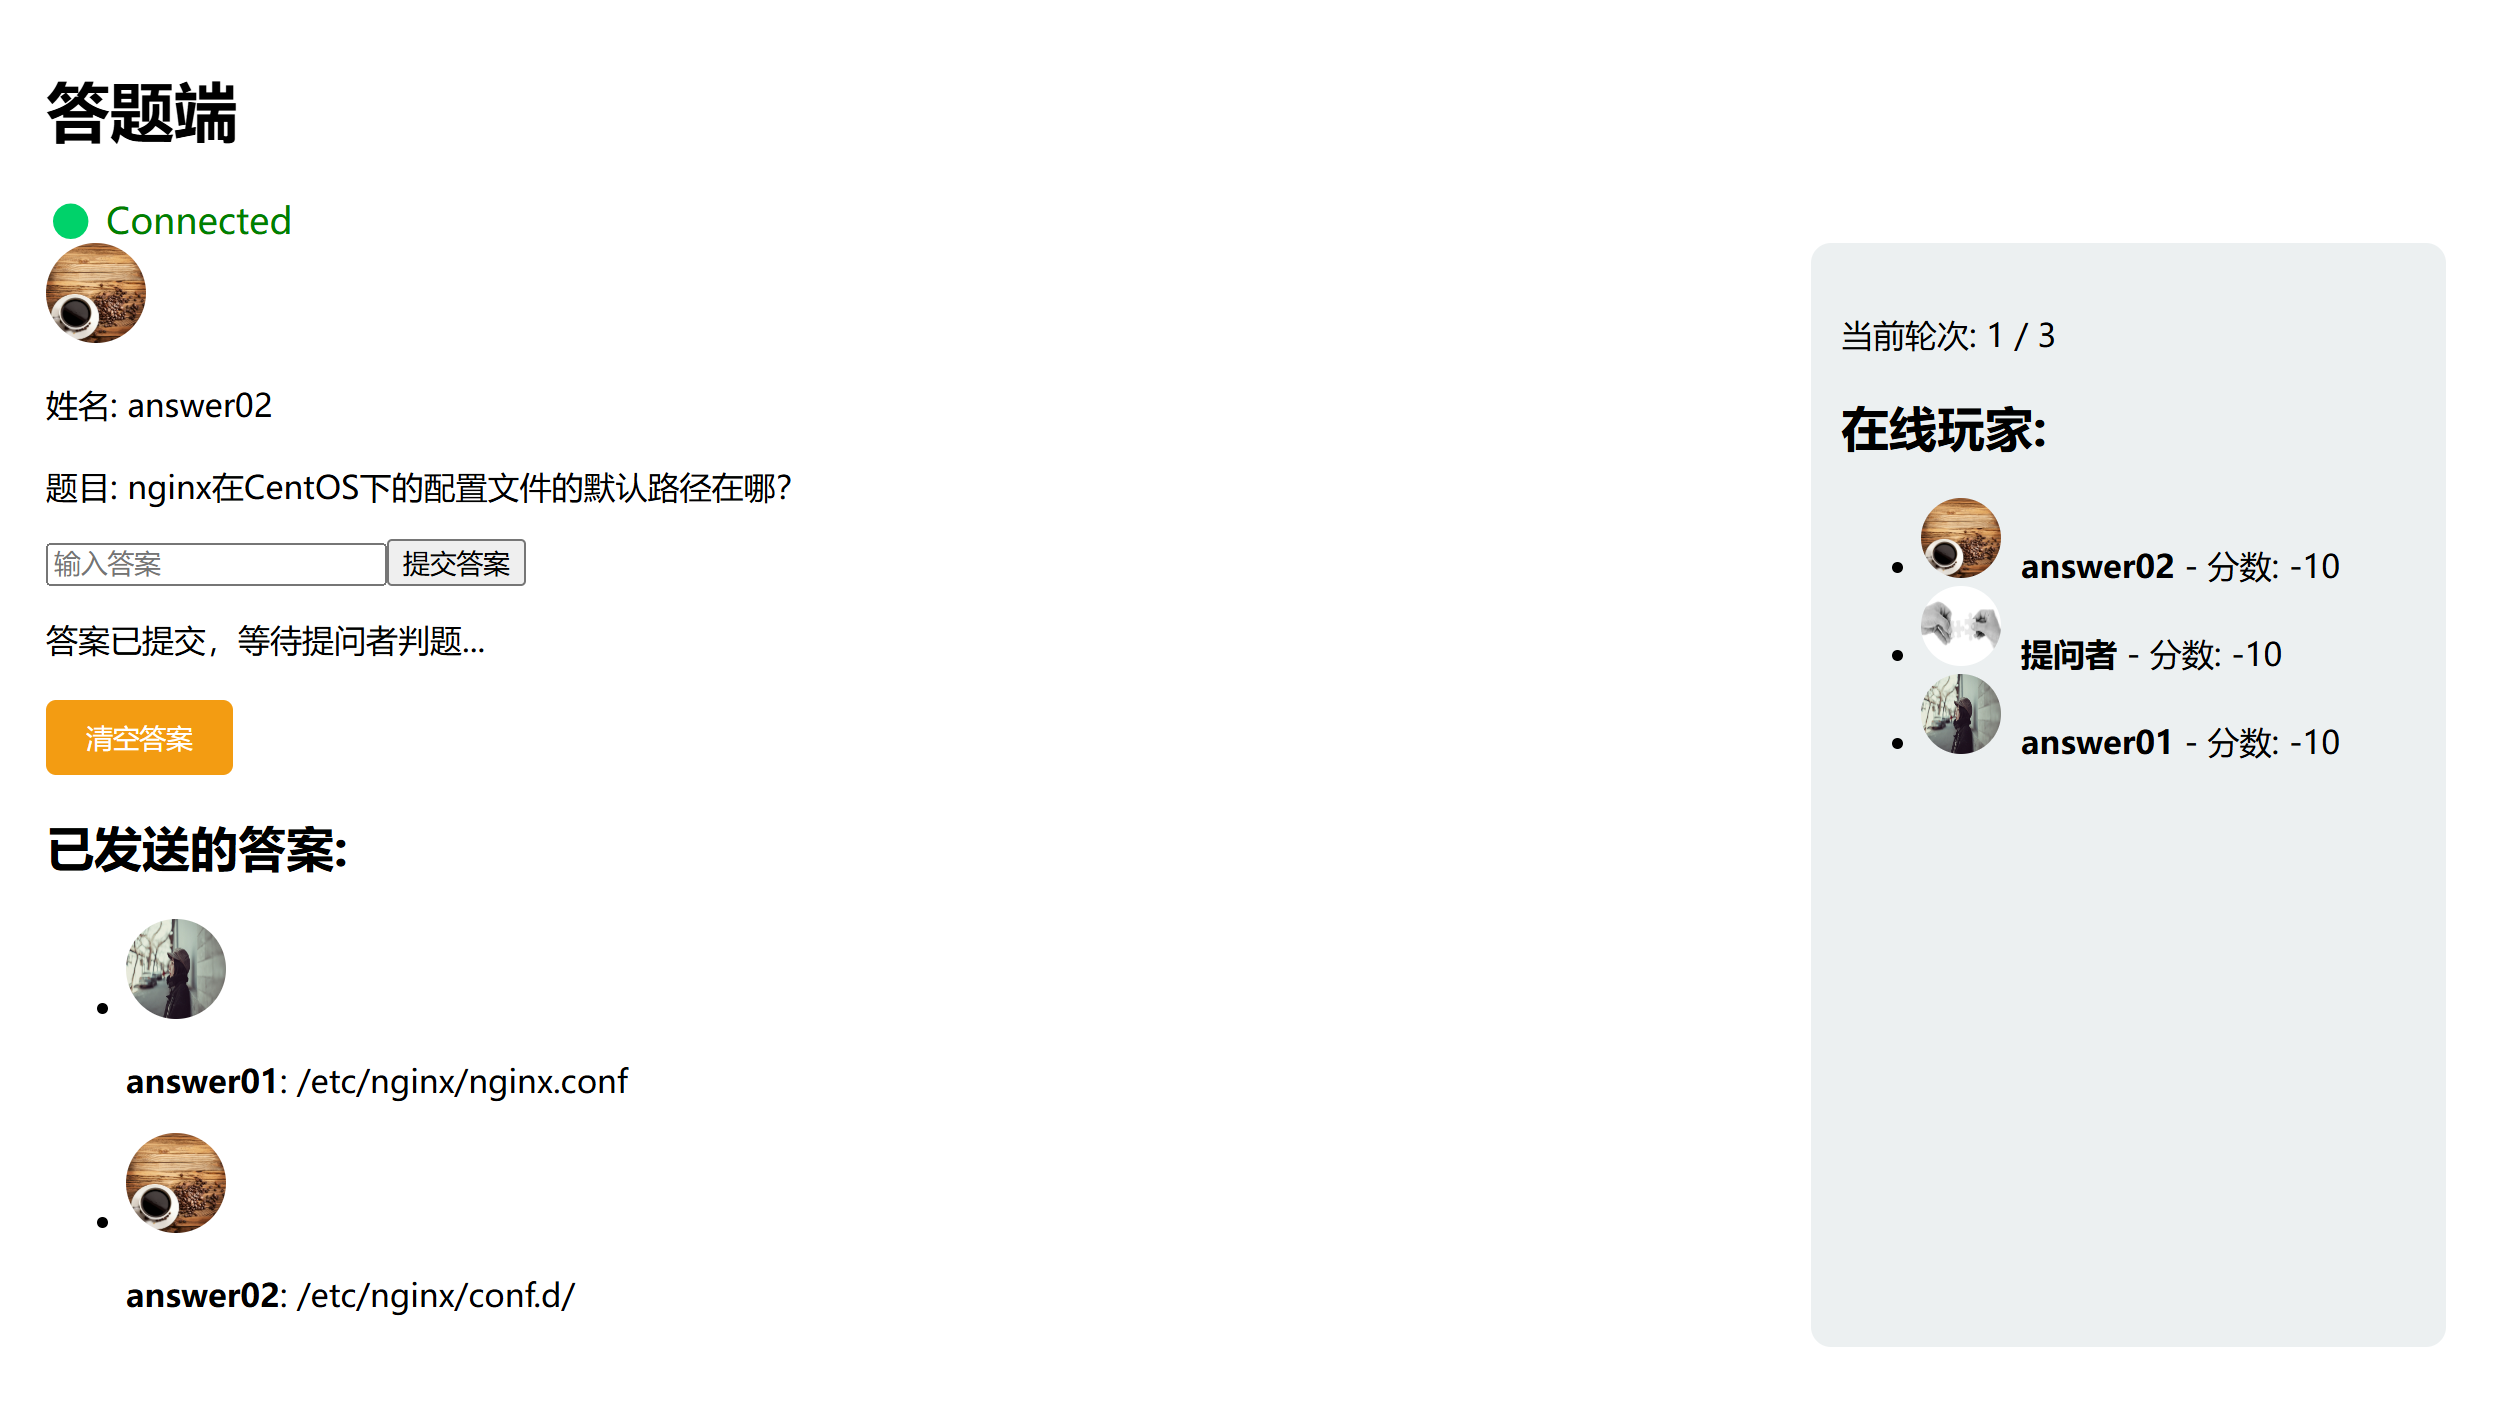 答题端
Connected
姓名: answer02
题目: nginx在CentOS下的配置文件的默认路径在哪?
输入答案
提交答案
答案已提交，等待提问者判题...
清空答案
已发送的答案:
answer01: /etc/nginx/nginx.conf
answer02: /etc/nginx/conf.d/
当前轮次: 1 / 3
在线玩家:
answer02 - 分数: -10
提问者 - 分数: -10
answer01 - 分数: -10